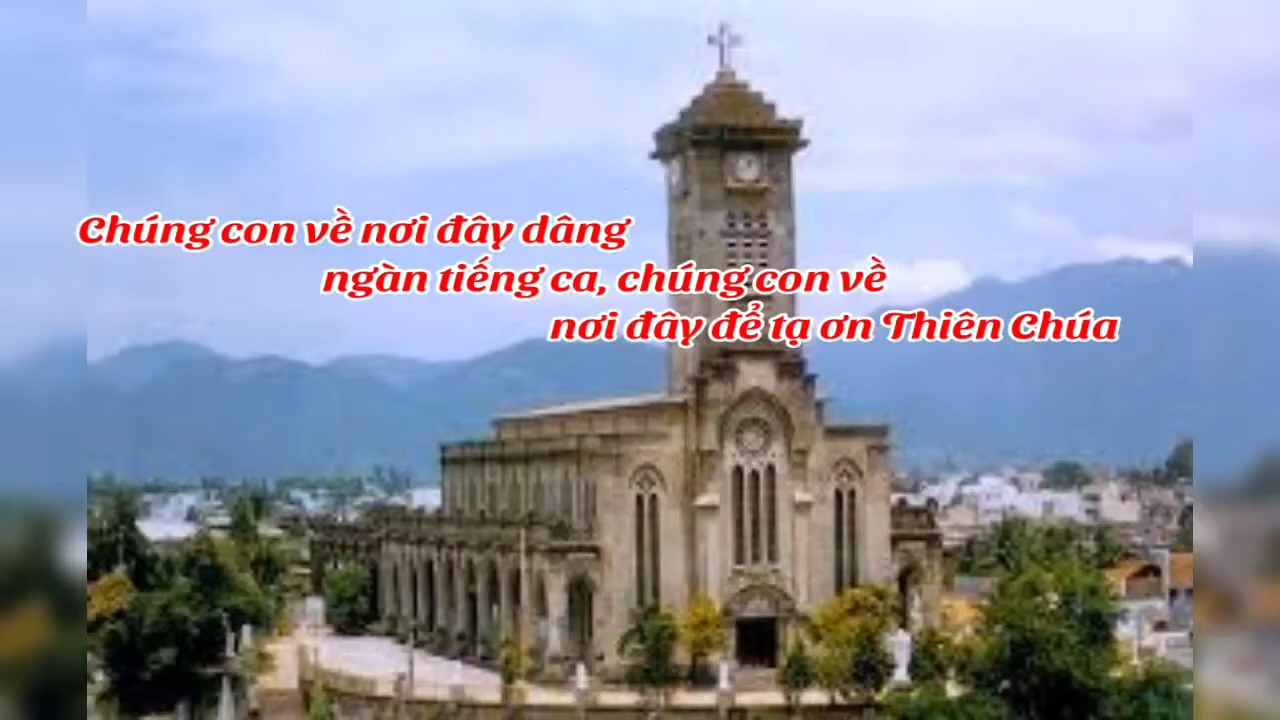 Chúng con về nơi đây dâng
ngàn tiếng ca, chúng con về
nơi đây để tạ ơn Thiên Chúa